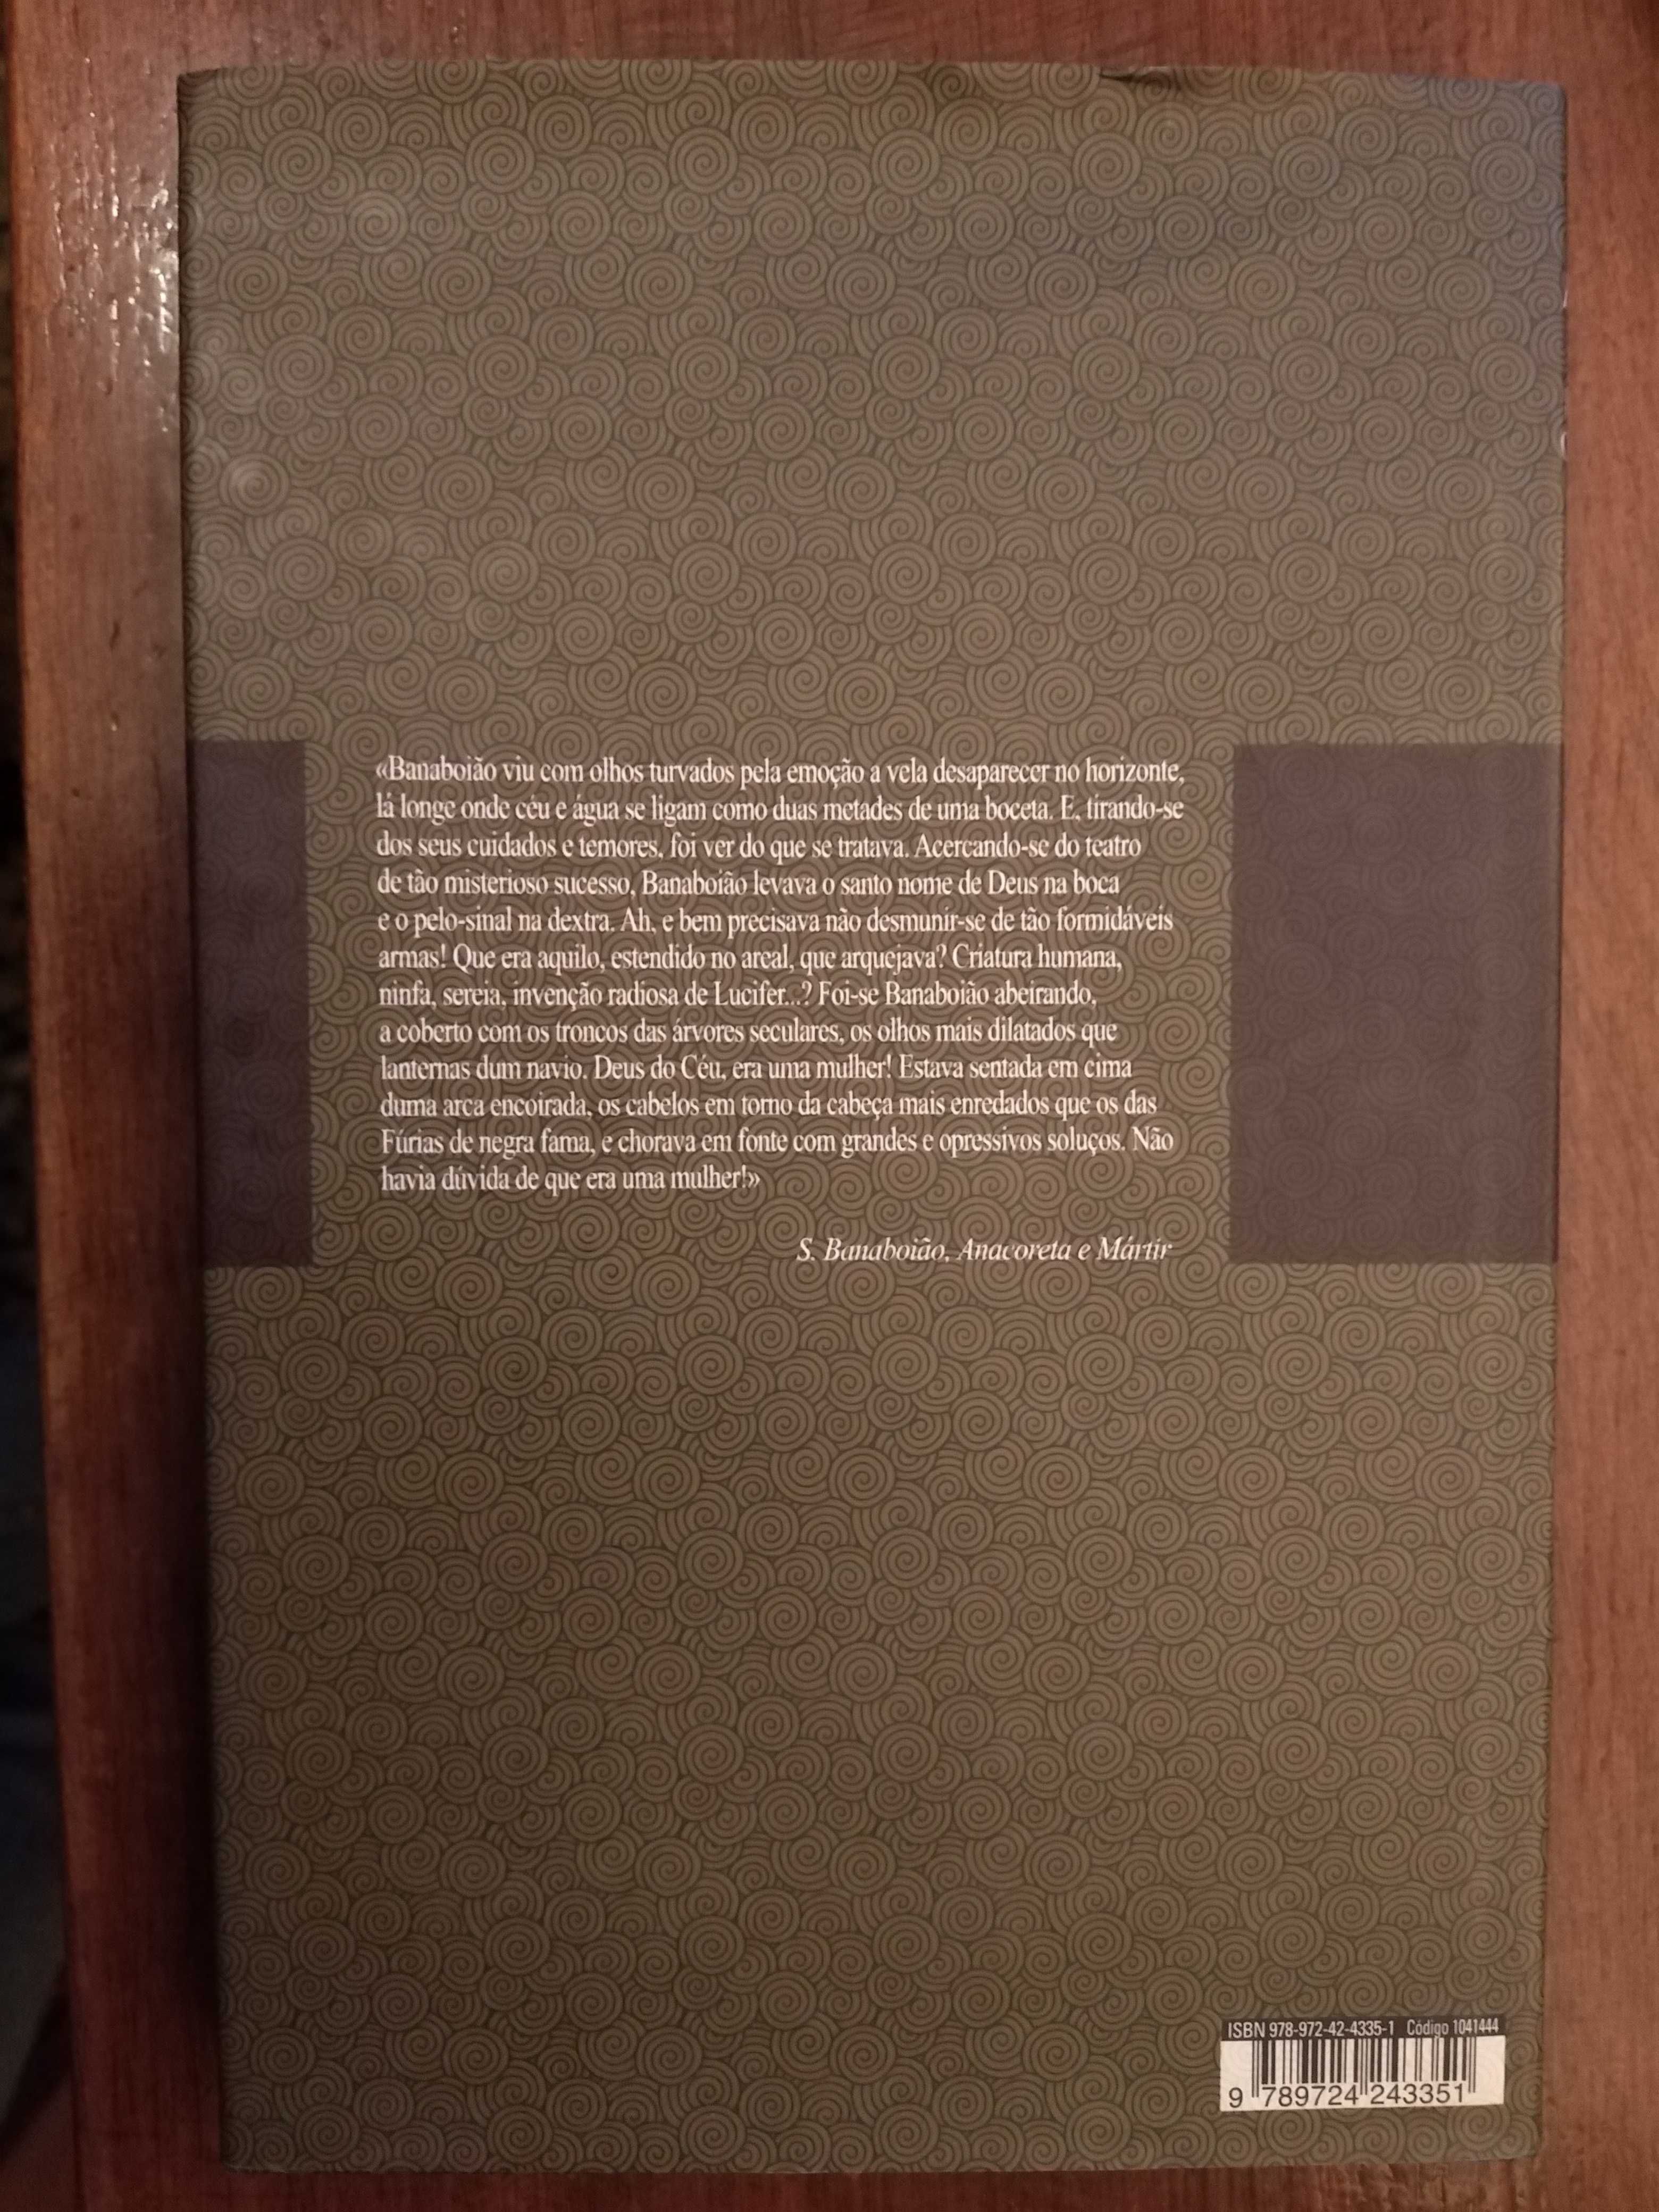 «Banaboião viu com olhos turvados pela emoção a vela desaparecer no horizonte,
lá longe onde céu e água se ligam como duas metades de uma boceta. E, tirando-se
dos seus cuidados e temores, foi ver do que se tratava. Acercando-se do teatro
de tão misterioso sucesso, Banaboião levava o santo nome de Deus na boca
e o pelo-sinal na dextra. Ah, e bem precisava não desmunir-se de tão formidáveis
armas! Que era aquilo, estendido no areal, que arquejava? Criatura humana,
ninfa, sereia, invenção radiosa de Lucifer...? Foi-se Banaboião abeirando,
a coberto com os troncos das árvores seculares, os olhos mais dilatados que
lanternas dum navio. Deus do Céu, era uma mulher! Estava sentada em cima
duma arca encoirada, os cabelos em torno da cabeça mais enredados que os das
Fúrias de negra fama, e chorava em fonte com grandes e opressivos soluços. Não
havia dúvida de que era uma mulher!»
S. Banaboião, Anacoreta e Mártir
ISBN 978-972-42-4335-1 Código 1041444
9 789724 243351